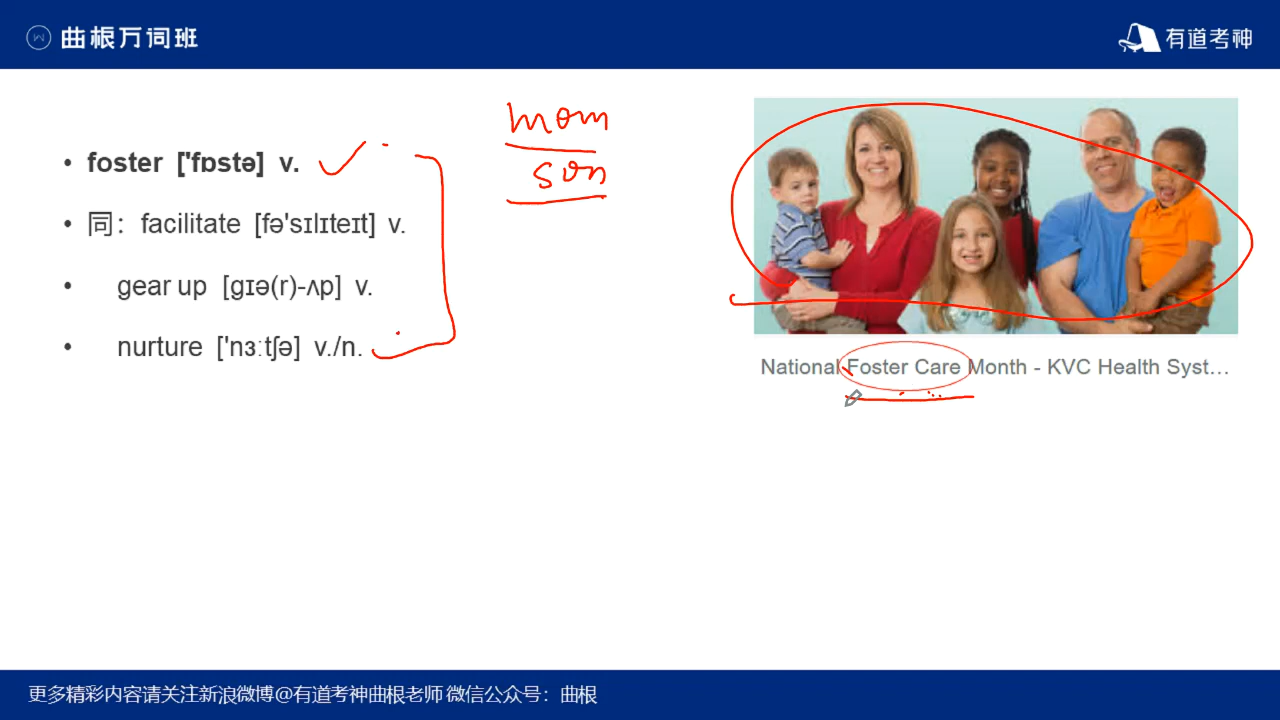 曲根万词班
有道考神
foster ['fɒstə] v.
同： facilitate [fə'sɪlɪteɪt] v.
gear up [gɪə(r)-ʌp] v.
nurture ['nɜːtʃə] v./n.
mom
son
National Foster Care Month - KVC Health Syst...
更多精彩内容请关注新浪微博@有道考神曲根老师 微信公众号：曲根